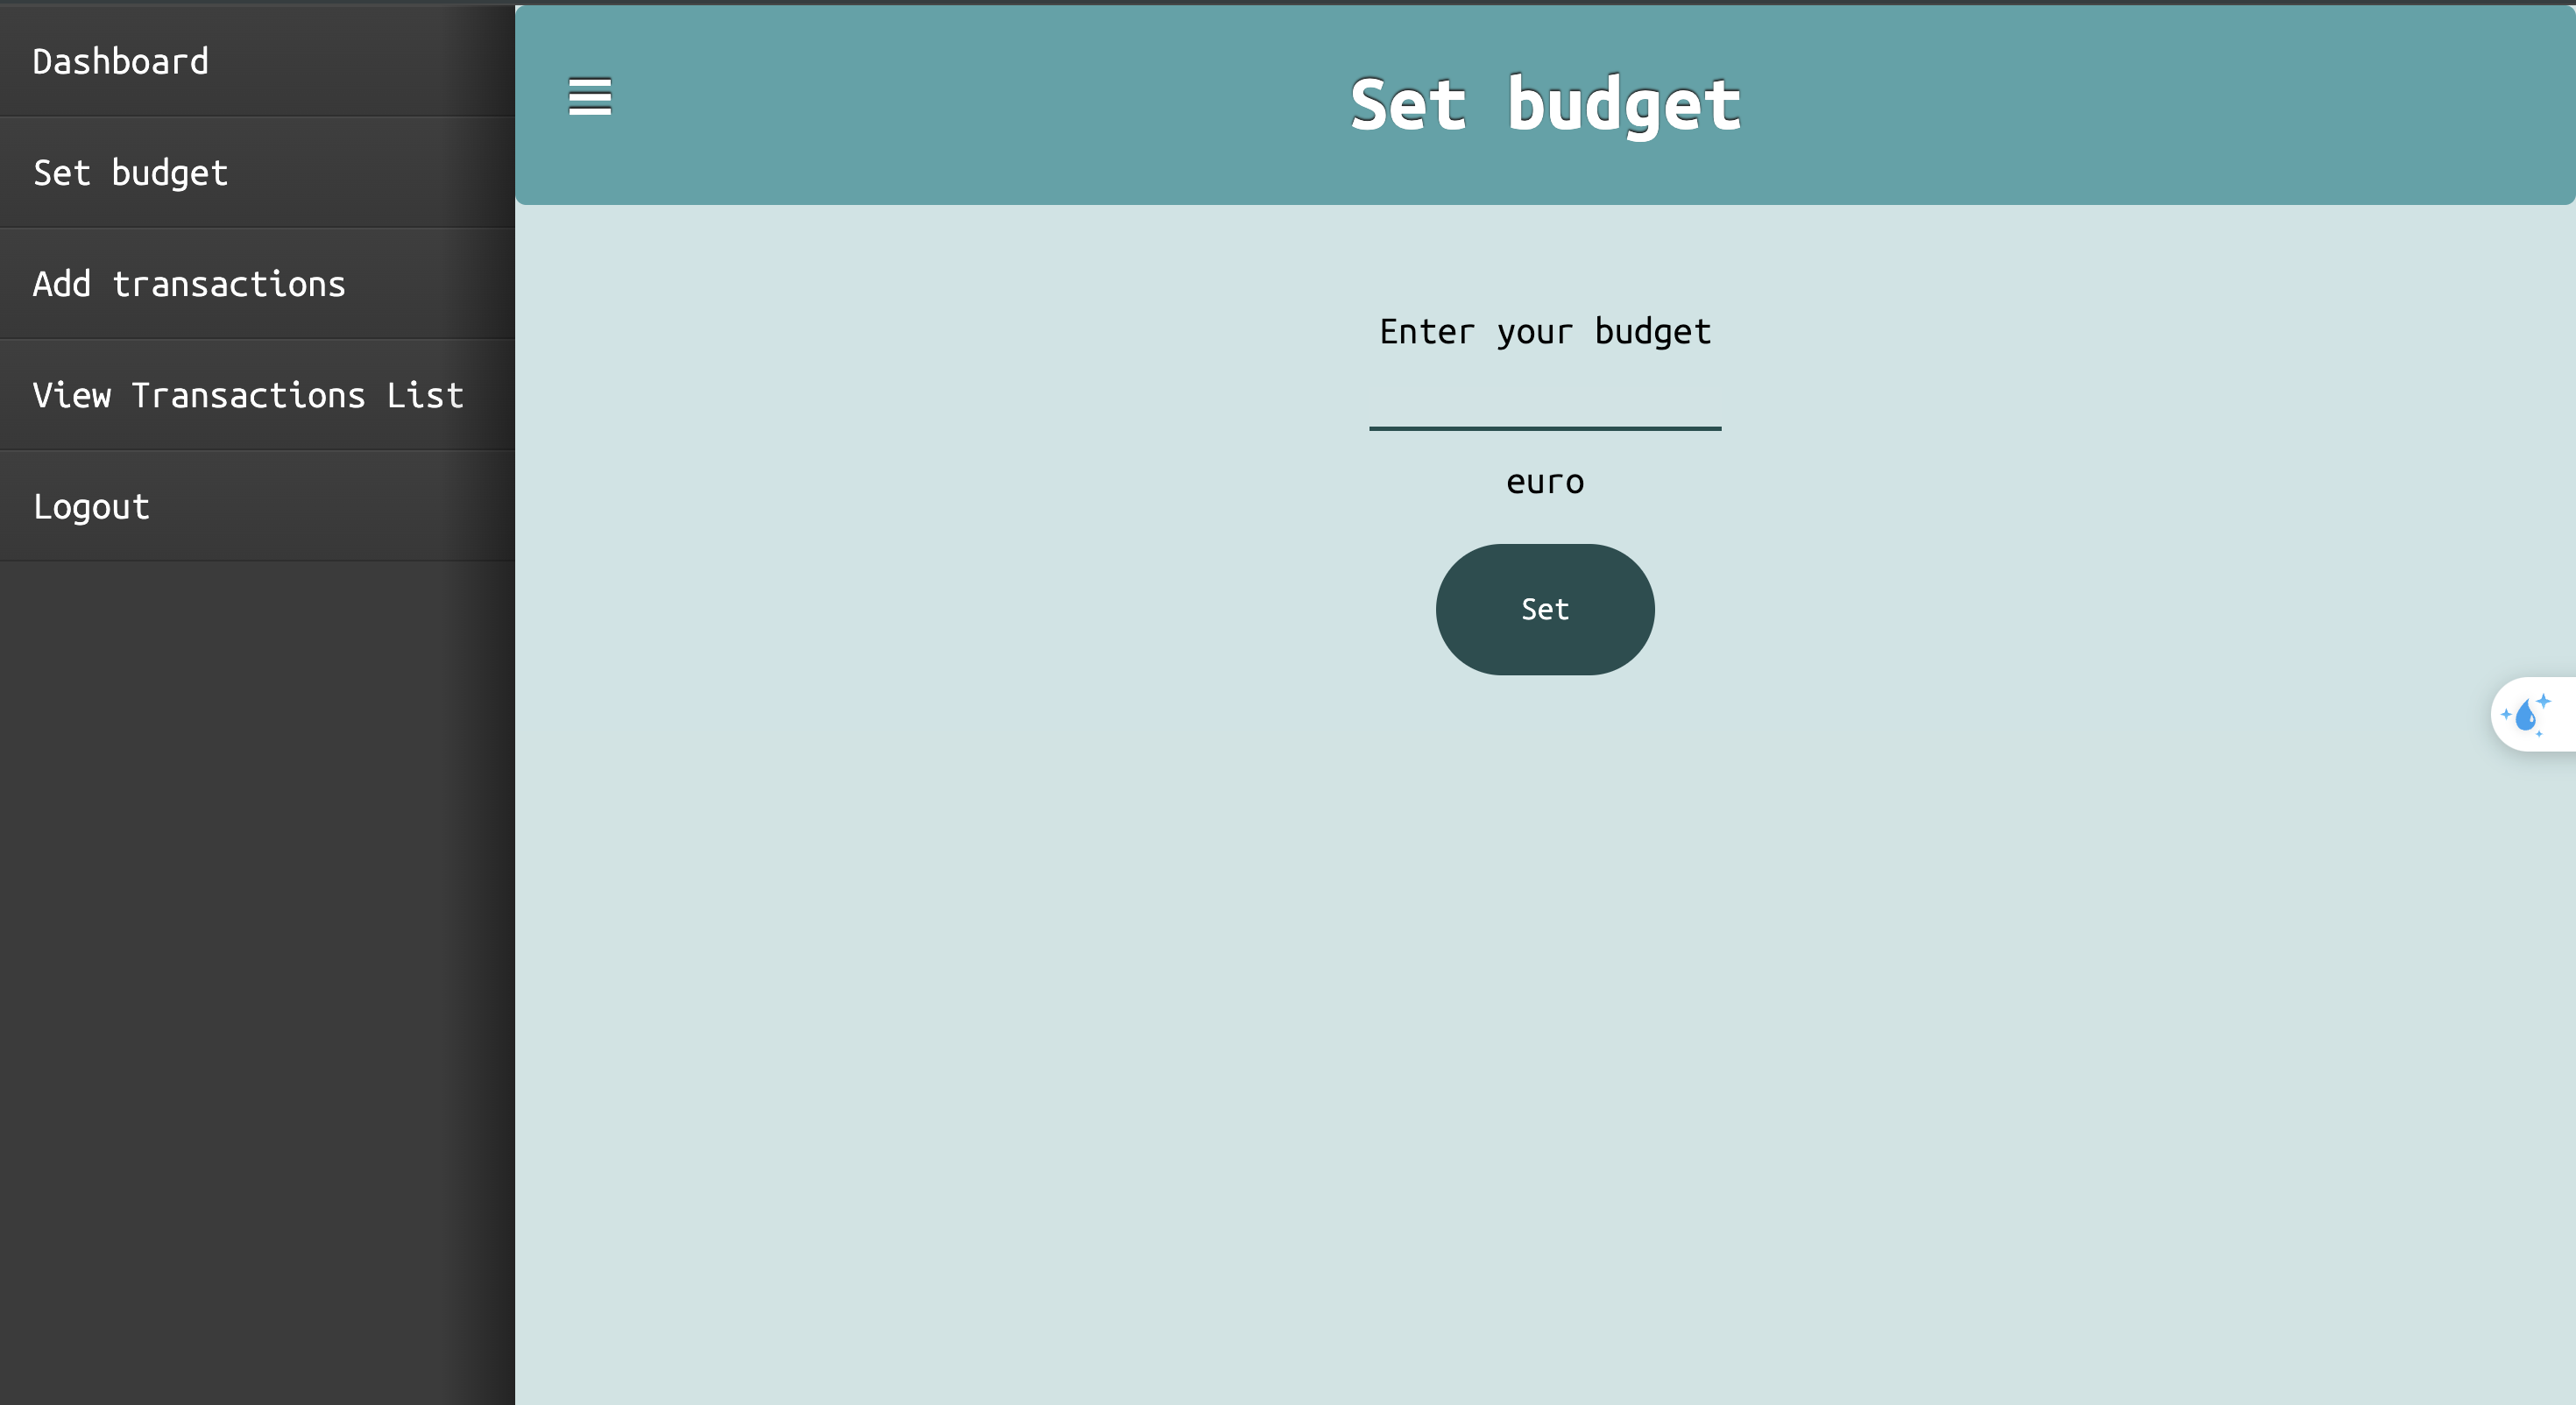 Dashboard
Set budget
Add transactions
View Transactions List
Logout
Set budget
Enter your budget
euro
Set